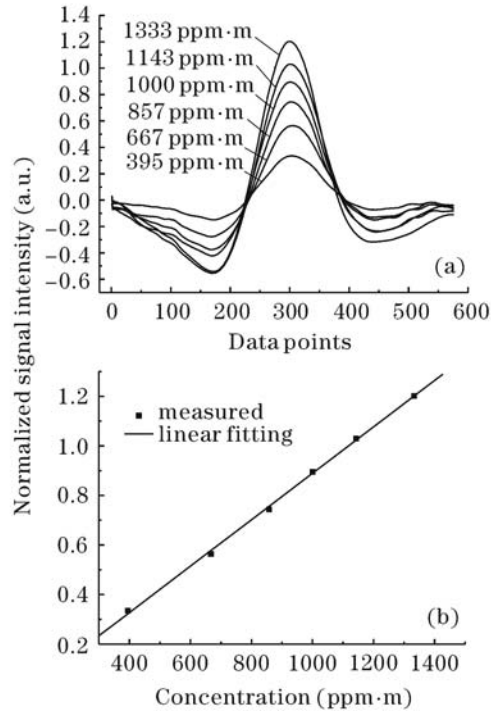 1.4
1.2
1.0
0.8
0.6
0.4
0.2
0.0
−0.2
−0.4
−0.6
1333 ppm·m
1143 ppm·m
1000 ppm·m
857 ppm·m
667 ppm·m
395 ppm·m
(a)
0 100 200 300 400 500 600
Data points
Normalized signal intensity (a.u.)
1.2
1.0
0.8
0.6
0.4
0.2
measured
linear fitting
(b)
400 600 800 1000 1200 1400
Concentration (ppm·m)